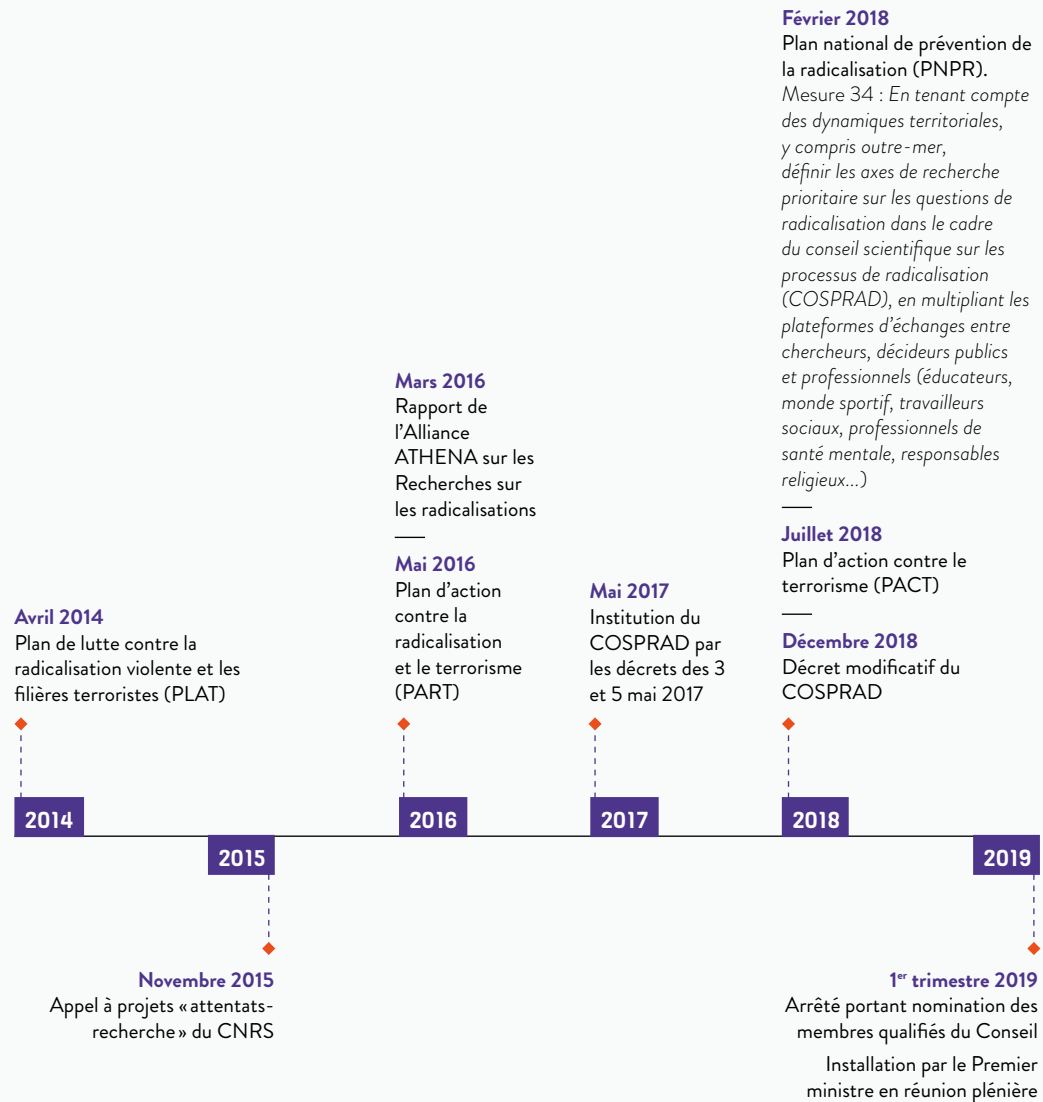 Avril 2014
Plan de lutte contre la
radicalisation violente et les
filières terroristes (PLAT)
2014
2015
Novembre 2015
Appel à projets « attentats-
recherche » du CNRS
Mars 2016
Rapport de
l’Alliance
ATHENA sur les
Recherches sur
les radicalisations
Mai 2016
Plan d’action
contre la
radicalisation
et le terrorisme
(PART)
2016
Mai 2017
Institution du
COSPRAD par
les décrets des 3
et 5 mai 2017
2017
Février 2018
Plan national de prévention de
la radicalisation (PNPR).
Mesure 34 : En tenant compte
des dynamiques territoriales,
y compris outre-mer,
définir les axes de recherche
prioritaire sur les questions de
radicalisation dans le cadre
du conseil scientifique sur les
processus de radicalisation
(COSPRAD), en multipliant les
plateformes d’échanges entre
chercheurs, décideurs publics
et professionnels (éducateurs,
monde sportif, travailleurs
sociaux, professionnels de
santé mentale, responsables
religieux...)
Juillet 2018
Plan d’action contre le
terrorisme (PACT)
Décembre 2018
Décret modificatif du
COSPRAD
2018
2019
1er trimestre 2019
Arrêté portant nomination des
membres qualifiés du Conseil
Installation par le Premier
ministre en réunion plénière